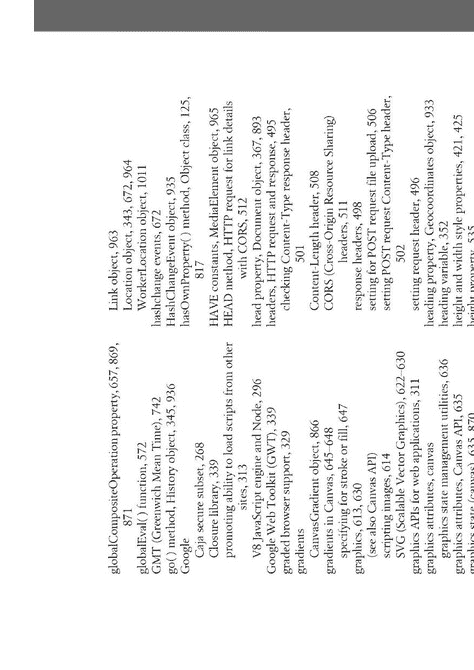 globalCompositeOperation property, 657, 869,
871
globalEval( ) function, 572
GMT (Greenwich Mean Time), 742
go( ) method, History object, 345, 936
Google
Caja secure subset, 268
Closure library, 339
promoting ability to load scripts from other
sites, 313
V8 JavaScript engine and Node, 296
Google Web Toolkit (GWT), 339
graded browser support, 329
gradients
CanvasGradient object, 866
gradients in Canvas, 645–648
specifying for stroke or fill, 647
graphics, 613, 630
(see also Canvas API)
scripting images, 614
SVG (Scalable Vector Graphics), 622–630
graphics APIs for web applications, 311
graphics attributes, canvas
graphics state management utilities, 636
graphics attributes, Canvas API, 635
graphics state (canvas), 635, 870
Link object, 963
Location object, 343, 672, 964
WorkerLocation object, 1011
hashchange events, 672
HashChangeEvent object, 935
hasOwnProperty( ) method, Object class, 125,
817
HAVE constants, MediaElement object, 965
HEAD method, HTTP request for link details
with CORS, 512
head property, Document object, 367, 893
headers, HTTP request and response, 495
checking Content-Type response header,
501
Content-Length header, 508
CORS (Cross-Origin Resource Sharing)
headers, 511
response headers, 498
setting for POST request file upload, 506
setting POST request Content-Type header,
502
setting request header, 496
heading property, Geocoordinates object, 933
heading variable, 352
height and width style properties, 421, 425
height property, 535